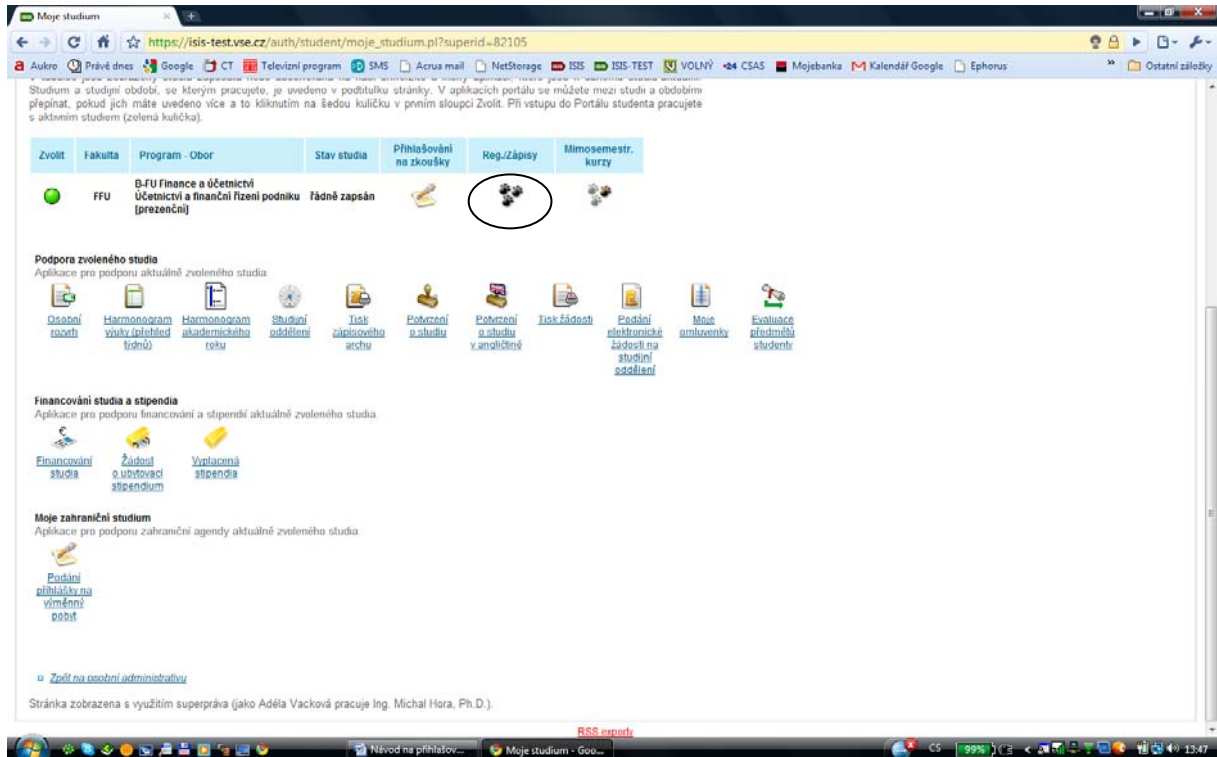 Moje studium
https://isis-test.vse.cz/auth/student/moje_studium.pl?superid=82105
Aukro Právě dnes Google CT Televizní program SMS Acrua mail NetStorage ISIS ISIS-TEST VOLNÝ CSAS Mojebanka Kalendář Google Ephorus » Ostatní záložky
Studium a studijní období, se kterým pracujete, je uvedeno v podtitulku stránky. V aplikacích portálu se můžete mezi studii a obdobími
přepínat, pokud jich máte uvedeno více a to kliknutím na šedou kuličku v prvním sloupci Zvolit. Při vstupu do Portálu studenta pracujete
s aktivním studiem (zelená kulička).
Zvolit Fakulta Program - Obor Stav studia Přihlašování na zkoušky Reg./Zápisy Mimosemestr. kurzy
FFU B-FU Finance a účetnictví
Účetnictví a finanční řízení podniku řádně zapsán
[prezenční]
Podpora zvoleného studia
Aplikace pro podporu aktuálně zvoleného studia.
Osobní rozvrh
Harmonogram výuky (přehled týdnů)
Harmonogram akademického roku
Studijní oddělení
Tisk zápisového archu
Potvrzení o studiu
Potvrzení o studiu v angličtině
Tisk žádostí
Podání elektronické žádosti na studijní oddělení
Moje omluvenky
Evaluace předmětů studenty
Financování studia a stipendia
Aplikace pro podporu financování a stipendií aktuálně zvoleného studia.
Financování studia
Žádost o ubytovací stipendium
Vyplacená stipendia
Moje zahraniční studium
Aplikace pro podporu zahraniční agendy aktuálně zvoleného studia.
Podání přihlášky na výměnný pobyt
Zpět na osobní administrativu
Stránka zobrazena s využitím superpráva (jako Adéla Vacková pracuje Ing. Michal Hora, Ph.D.).
RSS exporty
Návod na přihlašov... Moje studium - Goo... CS 99% 13:47